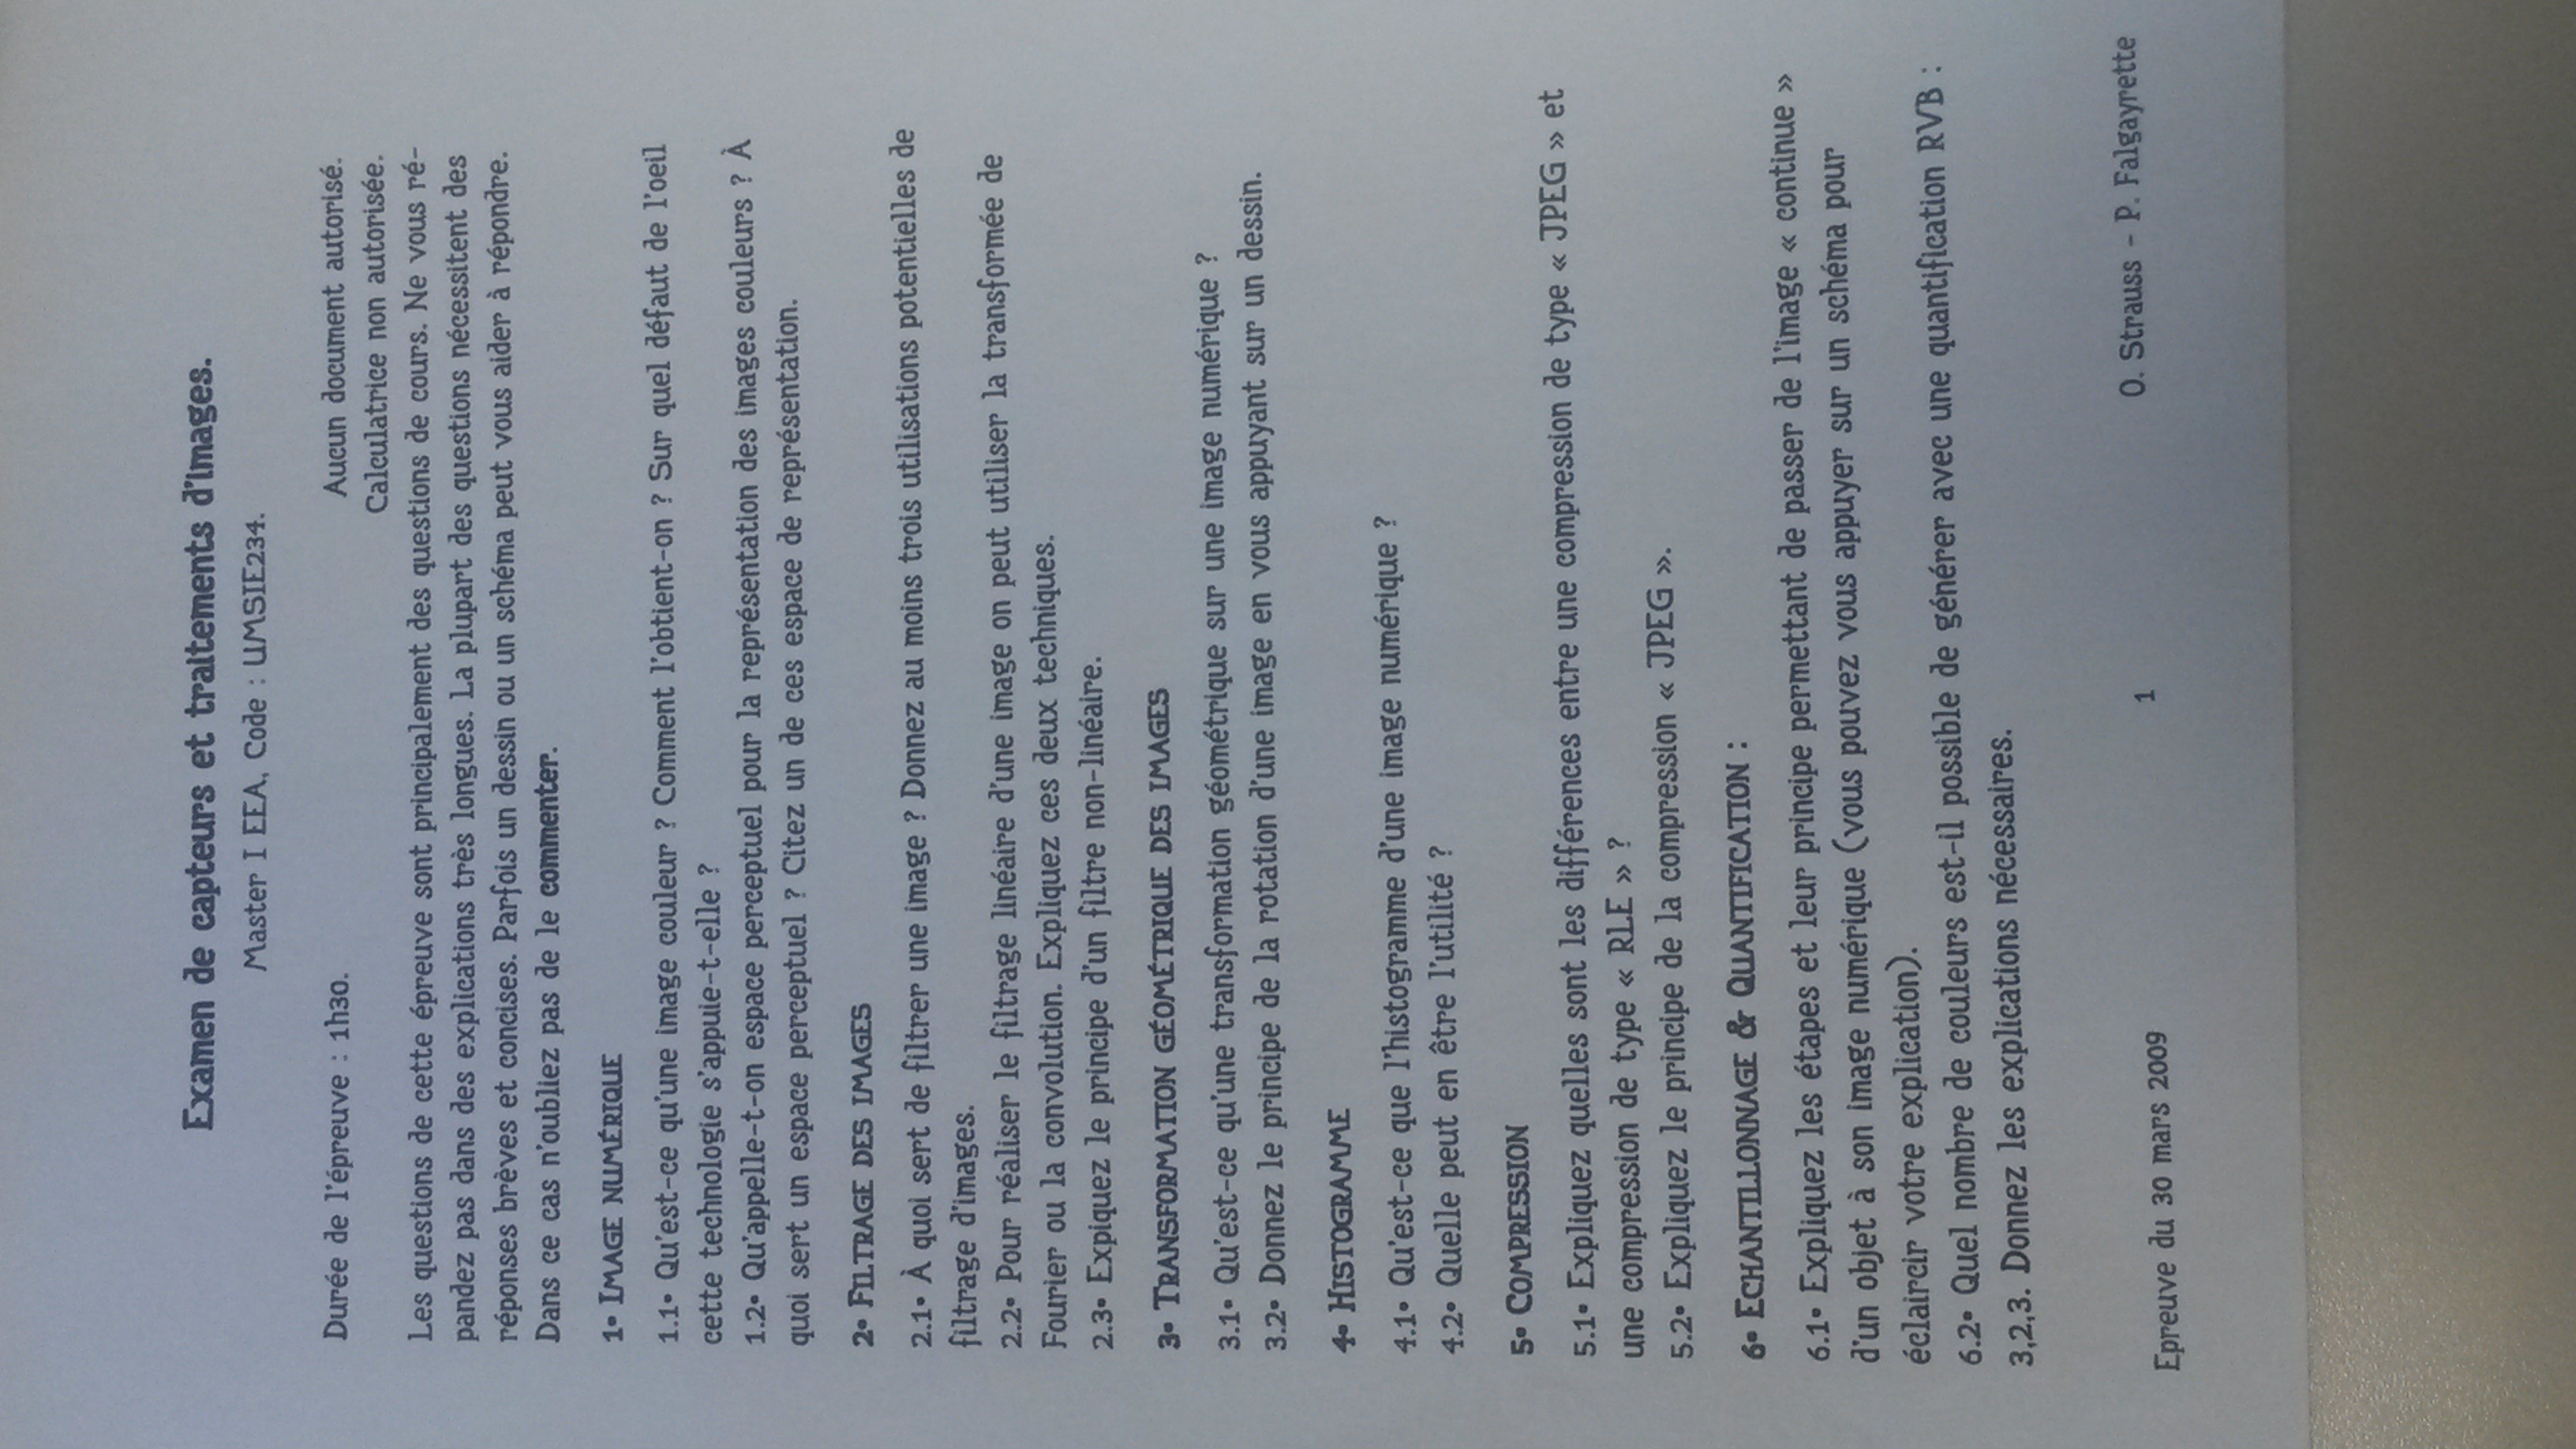 Examen de capteurs et traitements d'images.
Master I EEA, Code : UMSIE234.
Durée de l'épreuve : 1h30.
Aucun document autorisé.
Calculatrice non autorisée.
Les questions de cette épreuve sont principalement des questions de cours. Ne vous ré-
pandez pas dans des explications très longues. La plupart des questions nécessitent des
réponses brèves et concises. Parfois un dessin ou un schéma peut vous aider à répondre.
Dans ce cas n'oubliez pas de le commenter.
1• IMAGE NUMÉRIQUE
1.1• Qu'est-ce qu'une image couleur ? Comment l'obtient-on ? Sur quel défaut de l'oeil
cette technologie s'appuie-t-elle ?
1.2• Qu'appelle-t-on espace perceptuel pour la représentation des images couleurs ? À
quoi sert un espace perceptuel ? Citez un de ces espace de représentation.
2• FILTRAGE DES IMAGES
2.1• À quoi sert de filtrer une image ? Donnez au moins trois utilisations potentielles de
filtrage d'images.
2.2• Pour réaliser le filtrage linéaire d'une image on peut utiliser la transformée de
Fourier ou la convolution. Expliquez ces deux techniques.
2.3• Expiquez le principe d'un filtre non-linéaire.
3• TRANSFORMATION GÉOMÉTRIQUE DES IMAGES
3.1• Qu'est-ce qu'une transformation géométrique sur une image numérique ?
3.2• Donnez le principe de la rotation d'une image en vous appuyant sur un dessin.
4• HISTOGRAMME
4.1• Qu'est-ce que l'histogramme d'une image numérique ?
4.2• Quelle peut en être l'utilité ?
5• COMPRESSION
5.1• Expliquez quelles sont les différences entre une compression de type « JPEG » et
une compression de type « RLE » ?
5.2• Expliquez le principe de la compression « JPEG ».
6• ECHANTILLONNAGE & QUANTIFICATION :
6.1• Expliquez les étapes et leur principe permettant de passer de l'image « continue »
d'un objet à son image numérique (vous pouvez vous appuyer sur un schéma pour
éclaircir votre explication).
6.2• Quel nombre de couleurs est-il possible de générer avec une quantification RVB :
3,2,3. Donnez les explications nécessaires.
Epreuve du 30 mars 2009
1
O. Strauss - P. Falgayrette